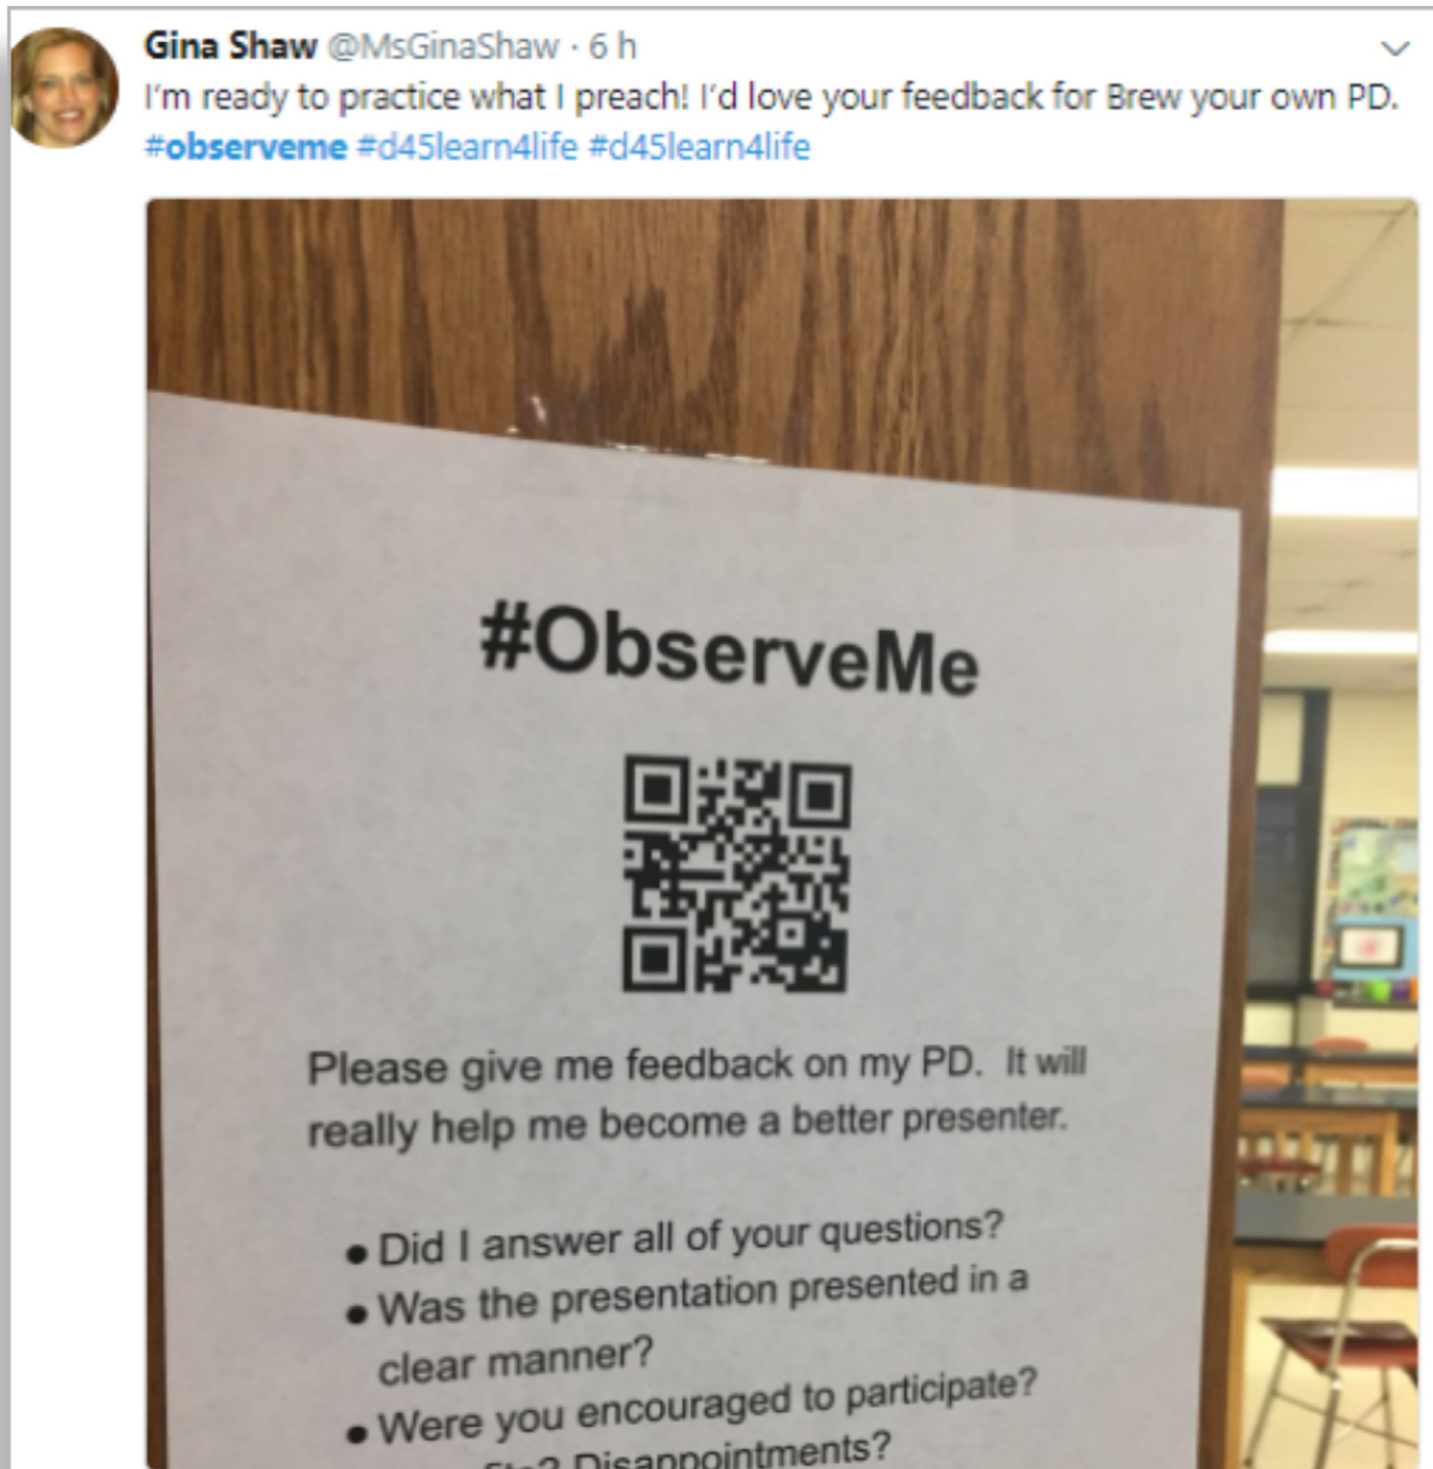 Gina Shaw @MsGinaShaw · 6 h
I'm ready to practice what I preach! I'd love your feedback for Brew your own PD.
#observeme #d45learn4life #d45learn4life
#ObserveMe
Please give me feedback on my PD. It will
really help me become a better presenter.
• Did I answer all of your questions?
• Was the presentation presented in a
clear manner?
• Were you encouraged to participate?
Disappointments?